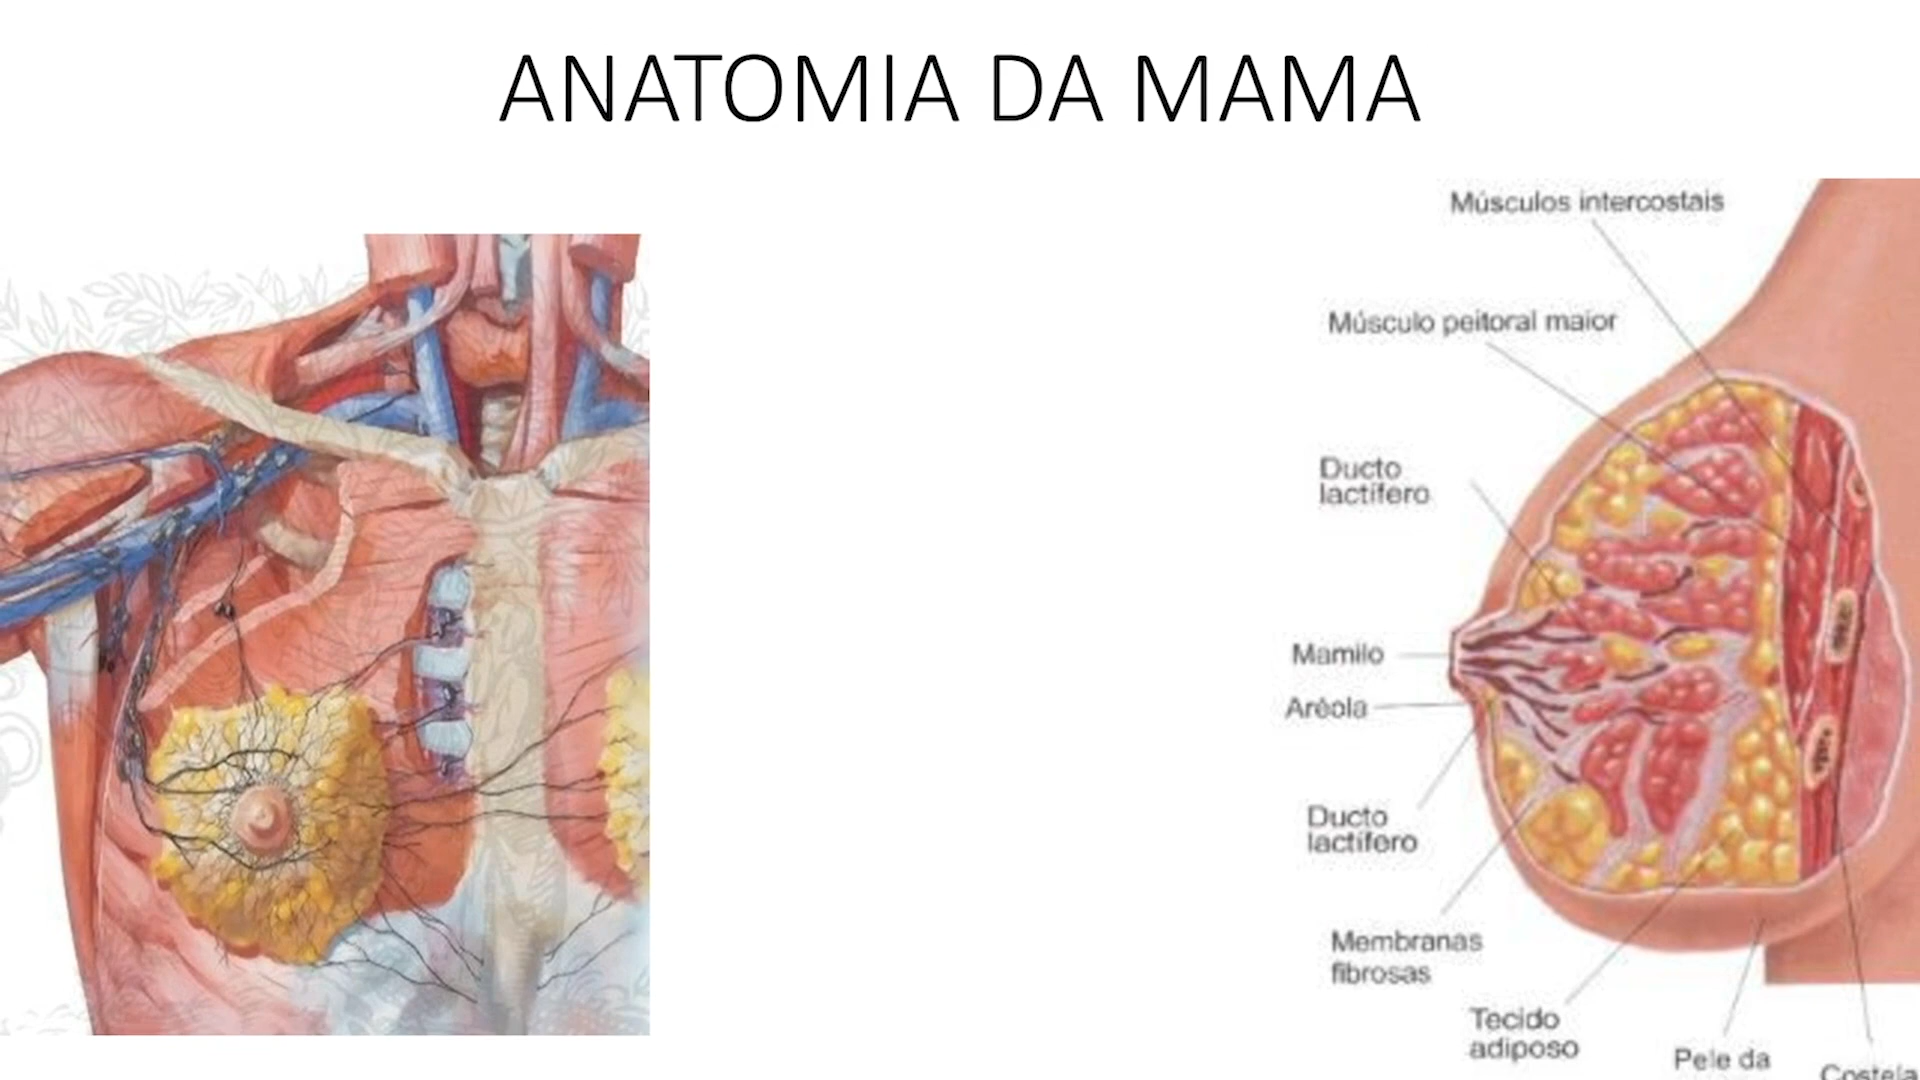 ANATOMIA DA MAMA
Músculos intercostais
Músculo peitoral maior
Ducto
lactífero
Mamilo
Aréola
Ducto
lactífero
Membranas
fibrosas
Tecido
adiposo
Pele da
Costela